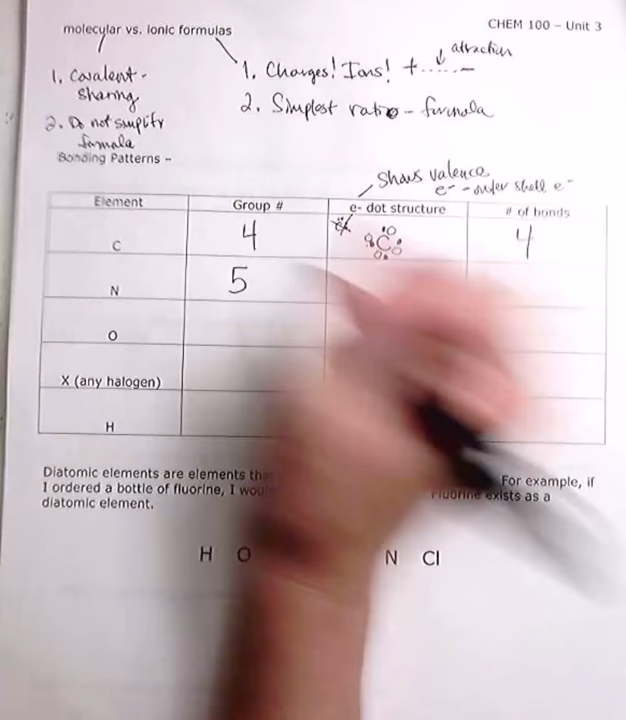 CHEM 100 - Unit 3
molecular vs. ionic formulas
1. Covalent -
sharing
2. Do not simplify
formula
1. Charges! Ions! + ...... -
attraction
2. Simplest ratio - formula
Bonding Patterns -
Shows valence
e- - outer shell e-
Element Group # e- dot structure # of bonds
C 4 C 4
N 5
O
X (any halogen)
H
Diatomic elements are elements For example, if
I ordered a bottle of fluorine, I exists as a
diatomic element.
H O N Cl